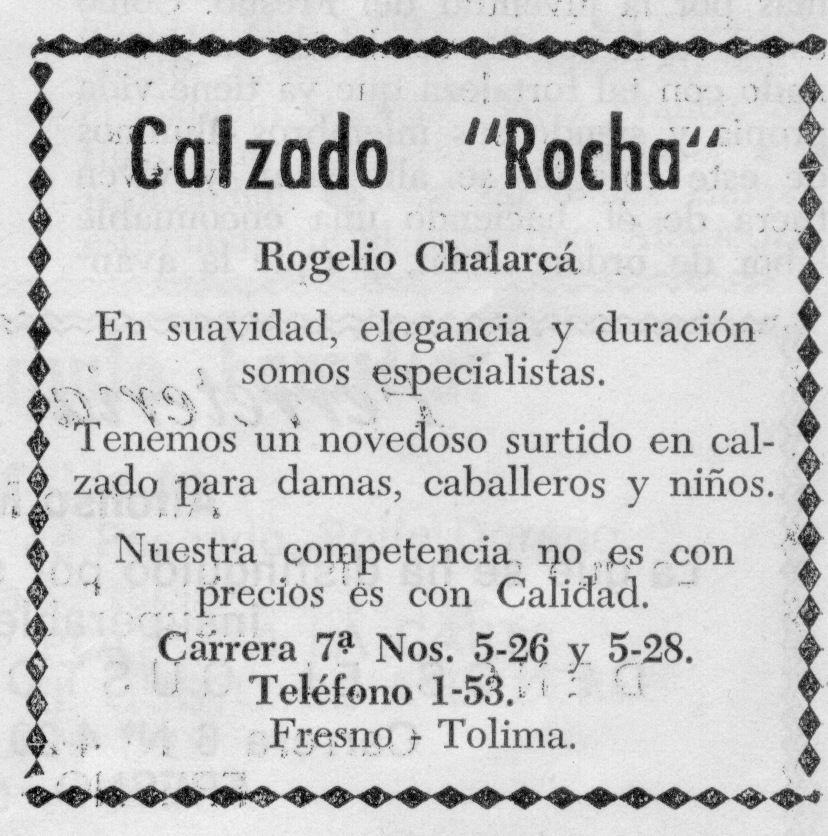 Calzado "Rocha"
Rogelio Chalarcá
En suavidad, elegancia y duración
somos especialistas.
Tenemos un novedoso surtido en cal-
zado para damas, caballeros y niños.
Nuestra competencia no es con
precios es con Calidad.
Carrera 7ª Nos. 5-26 y 5-28.
Teléfono 1-53.
Fresno - Tolima.